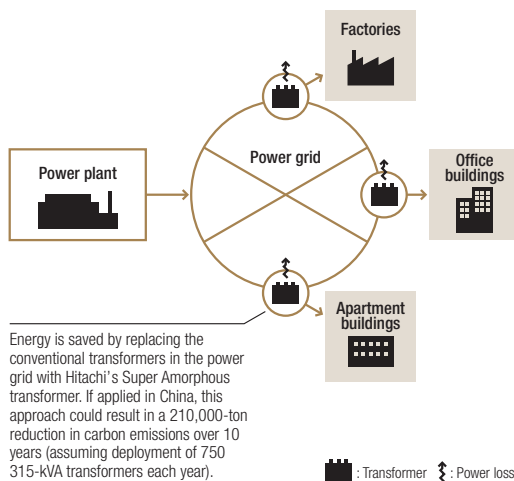 Factories
Power plant
Power grid
Office
buildings
Apartment
buildings
Energy is saved by replacing the
conventional transformers in the power
grid with Hitachi's Super Amorphous
transformer. If applied in China, this
approach could result in a 210,000-ton
reduction in carbon emissions over 10
years (assuming deployment of 750
315-kVA transformers each year).
: Transformer : Power loss